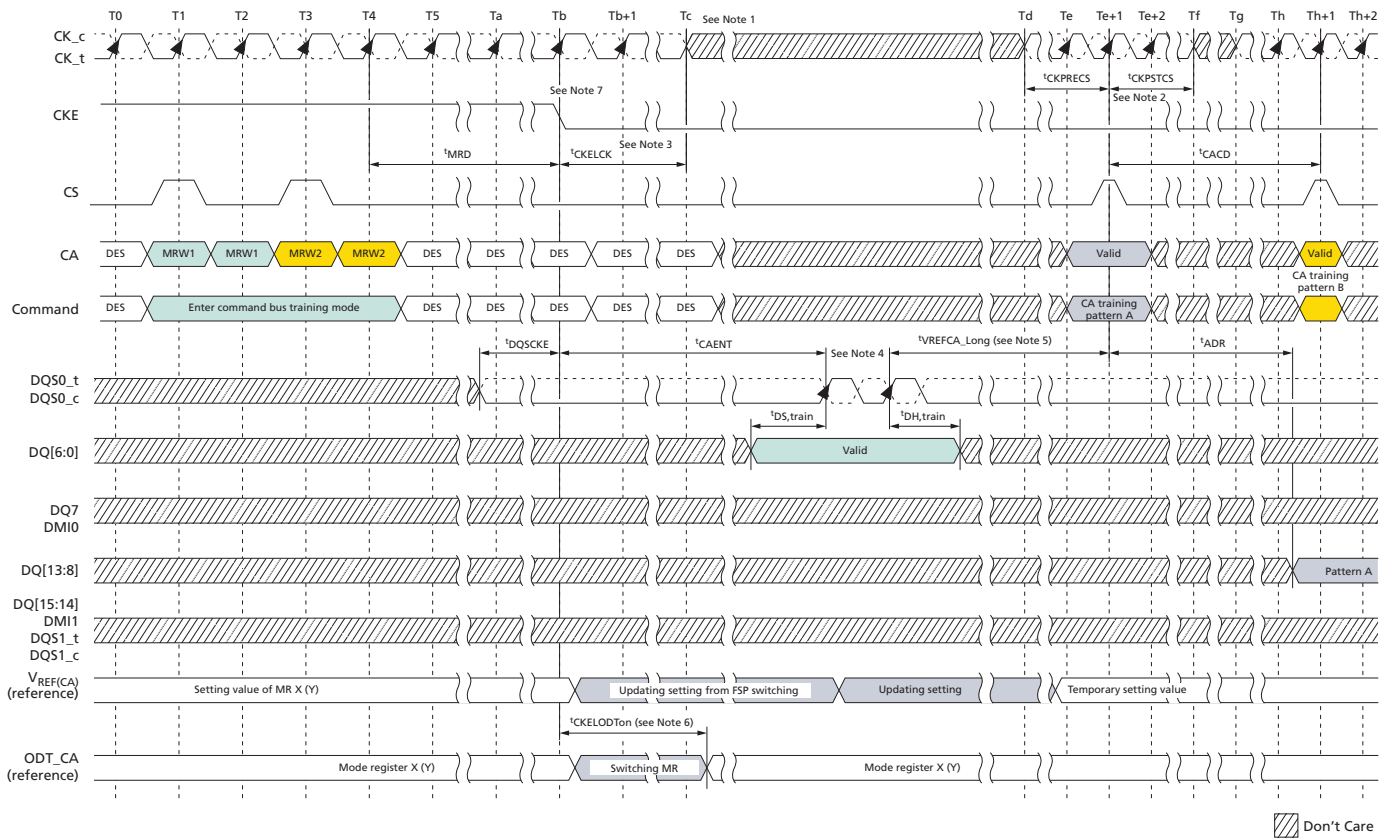 T0 T1 T2 T3 T4 T5 Ta Tb Tb+1 Tc See Note 1 Td Te Te+1 Te+2 Tf Tg Th Th+1 Th+2
CK_c
CK_t
tCKPRECS tCKPSTCS
See Note 7 See Note 2
CKE
See Note 3
tMRD tCKELCK tCACD
CS
CA DES MRW1 MRW1 MRW2 MRW2 DES DES DES DES DES Valid Valid
CA training
pattern B
Command DES Enter command bus training mode DES DES DES DES DES CA training
pattern A
tDQSCKE tCAENT See Note 4 tVREFCA_Long (see Note 5) tADR
DQS0_t
DQS0_c
tDS,train tDH,train
DQ[6:0] Valid
DQ7
DMI0
DQ[13:8] Pattern A
DQ[15:14]
DMI1
DQS1_t
DQS1_c
VREF(CA)
(reference) Setting value of MR X (Y) Updating setting from FSP switching Updating setting Temporary setting value
tCKELODTon (see Note 6)
ODT_CA
(reference) Mode register X (Y) Switching MR Mode register X (Y)
Don't Care